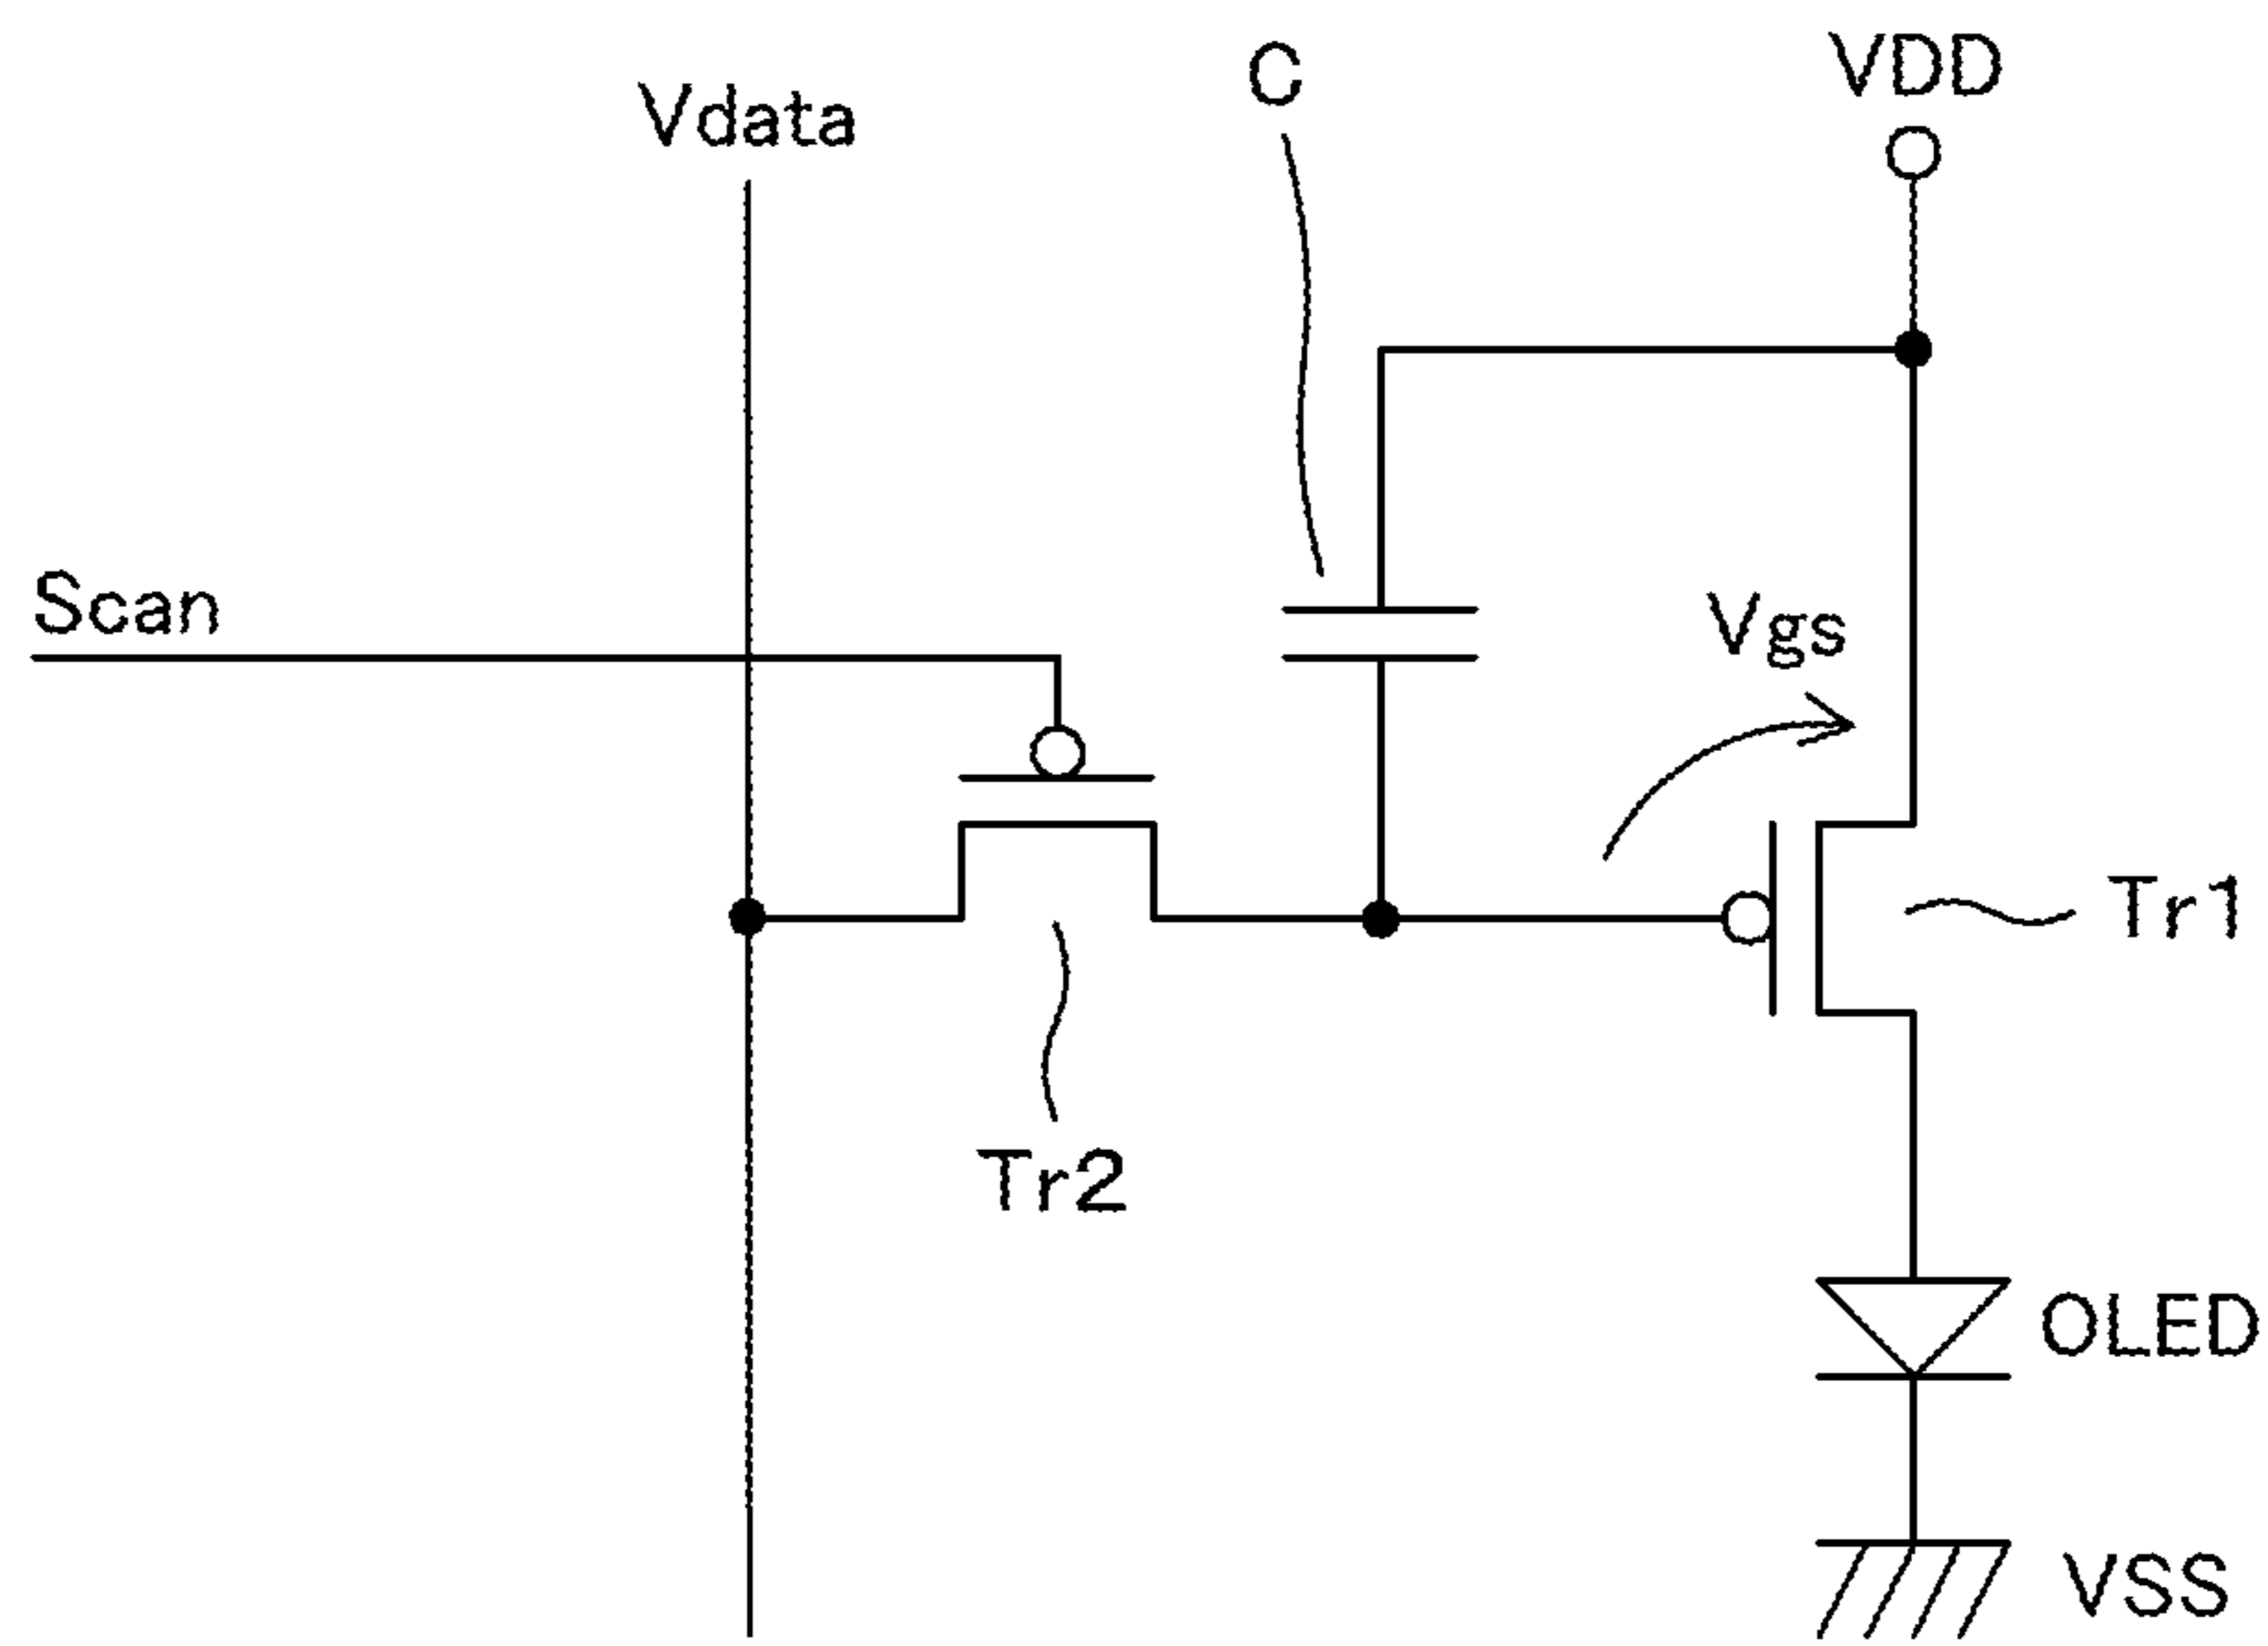 VDD
C
Vdata
Scan
Vgs
Tr1
Tr2
OLED
VSS